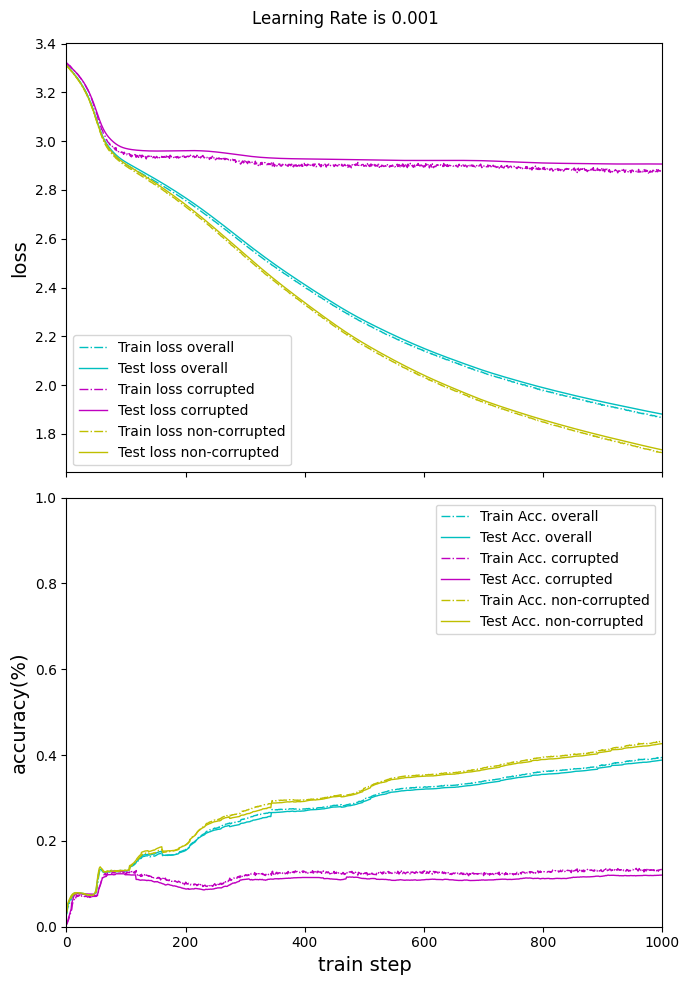 Learning Rate is 0.001
3.4
3.2
3.0
2.8
2.6
2.4
2.2
2.0
1.8
loss
Train loss overall
Test loss overall
Train loss corrupted
Test loss corrupted
Train loss non-corrupted
Test loss non-corrupted
1.0
0.8
0.6
0.4
0.2
0.0
accuracy(%)
Train Acc. overall
Test Acc. overall
Train Acc. corrupted
Test Acc. corrupted
Train Acc. non-corrupted
Test Acc. non-corrupted
0 200 400 600 800 1000
train step